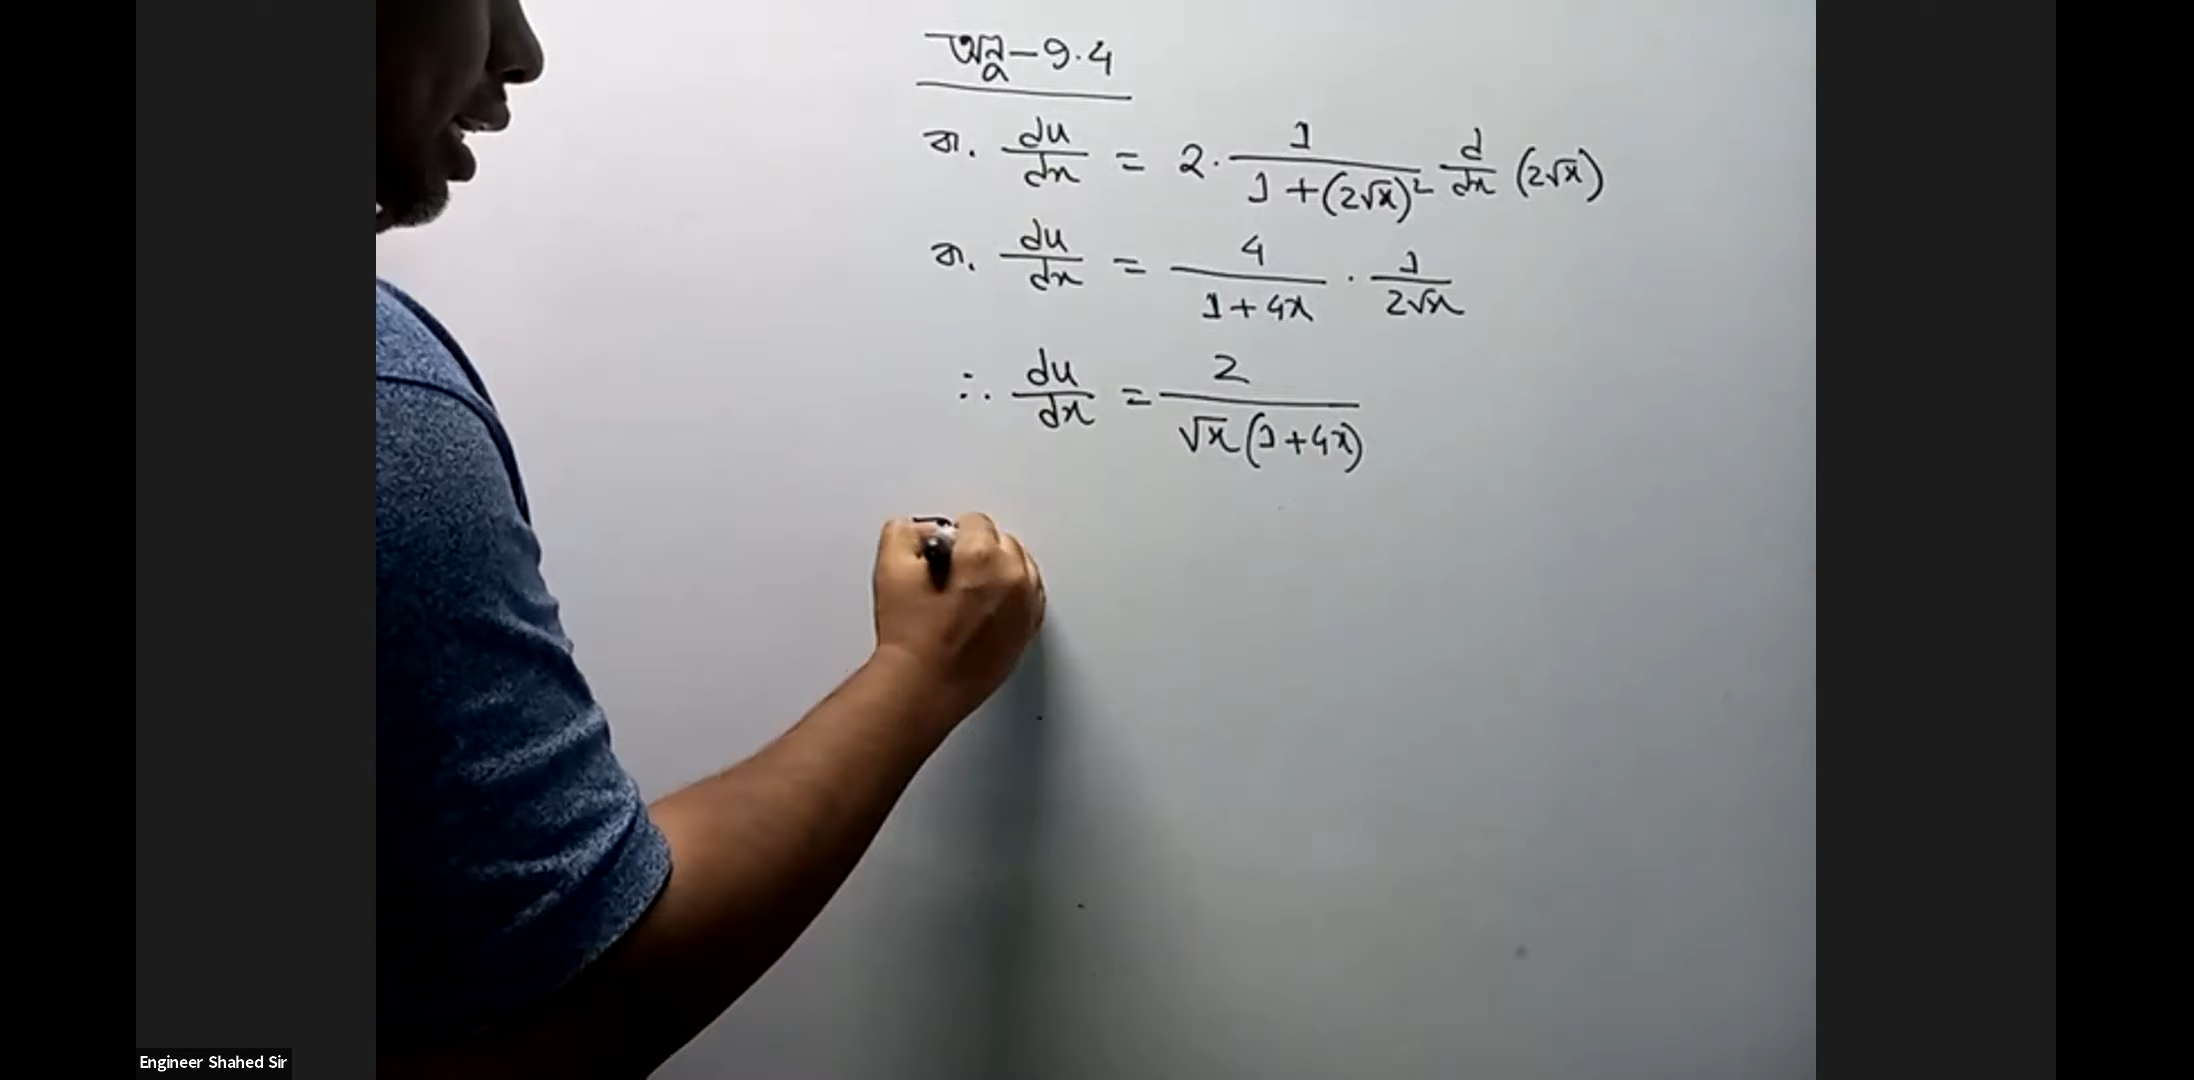 অনু-9.4
বা. du/dx = 2 · 1/(1+(2√x)²) d/dx (2√x)
বা. du/dx = 4/(1+4x) · 1/(2√x)
∴ du/dx = 2/(√x(1+4x))
Engineer Shahed Sir